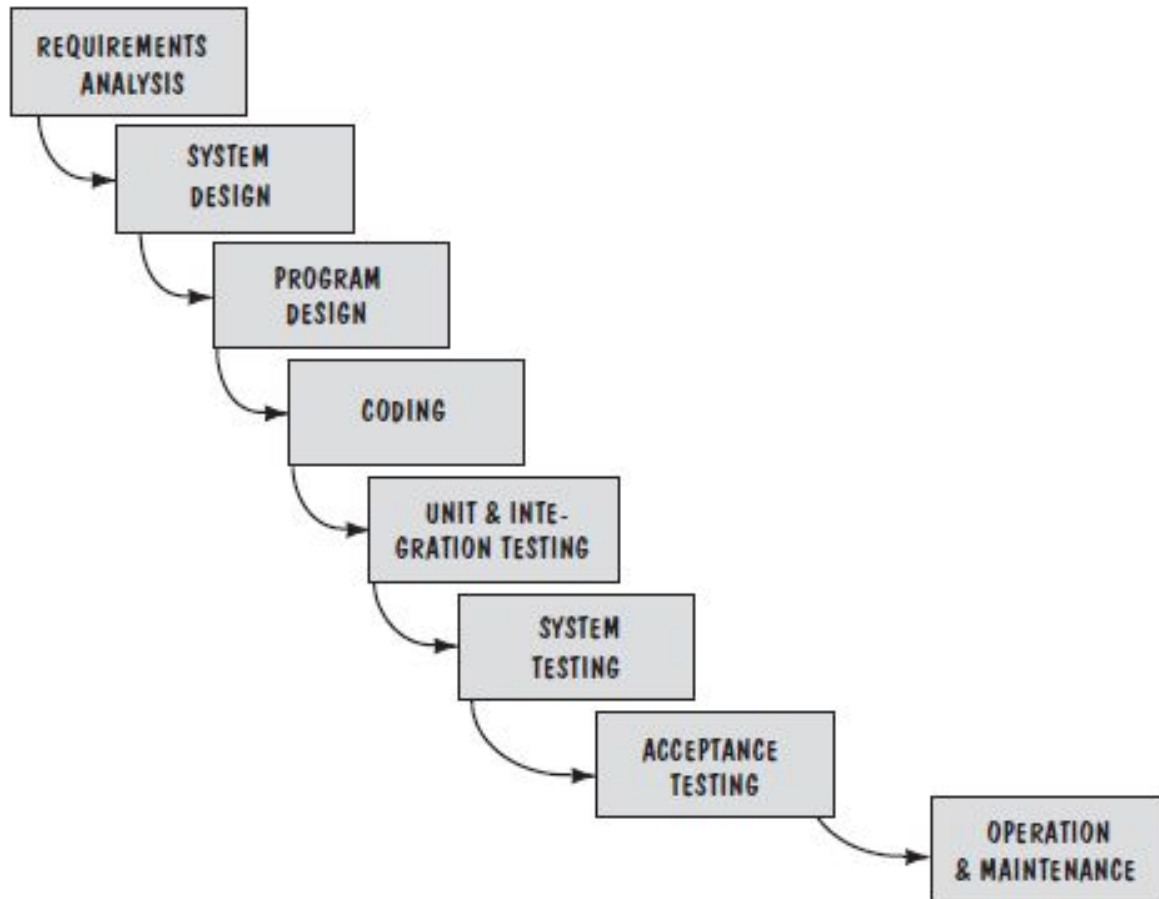 REQUIREMENTS
ANALYSIS
SYSTEM
DESIGN
PROGRAM
DESIGN
CODING
UNIT & INTE-
GRATION TESTING
SYSTEM
TESTING
ACCEPTANCE
TESTING
OPERATION
& MAINTENANCE